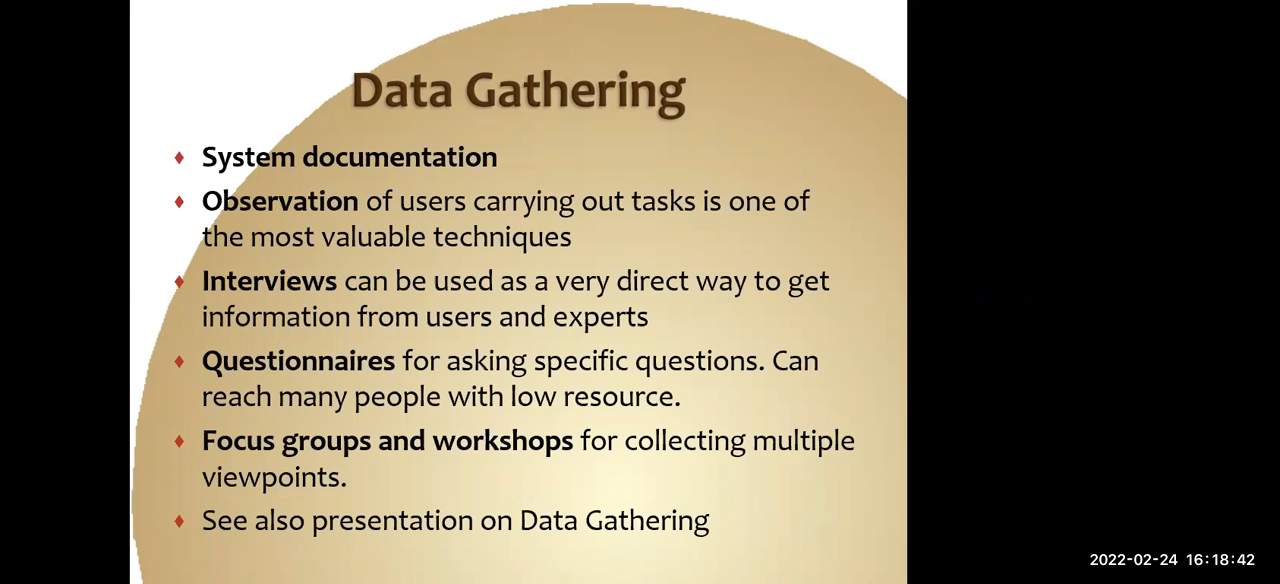 Data Gathering
System documentation
Observation of users carrying out tasks is one of
the most valuable techniques
Interviews can be used as a very direct way to get
information from users and experts
Questionnaires for asking specific questions. Can
reach many people with low resource.
Focus groups and workshops for collecting multiple
viewpoints.
See also presentation on Data Gathering
2022-02-24 16:18:42